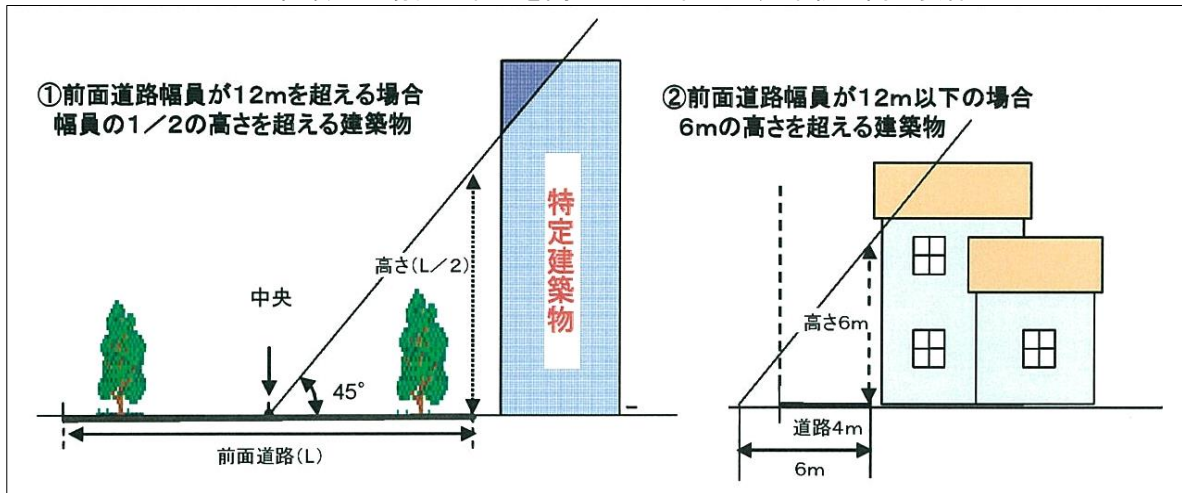 ①前面道路幅員が12mを超える場合
幅員の1/2の高さを超える建築物
特定建築物
高さ(L/2)
中央
45°
前面道路(L)
②前面道路幅員が12m以下の場合
6mの高さを超える建築物
高さ6m
道路4m
6m